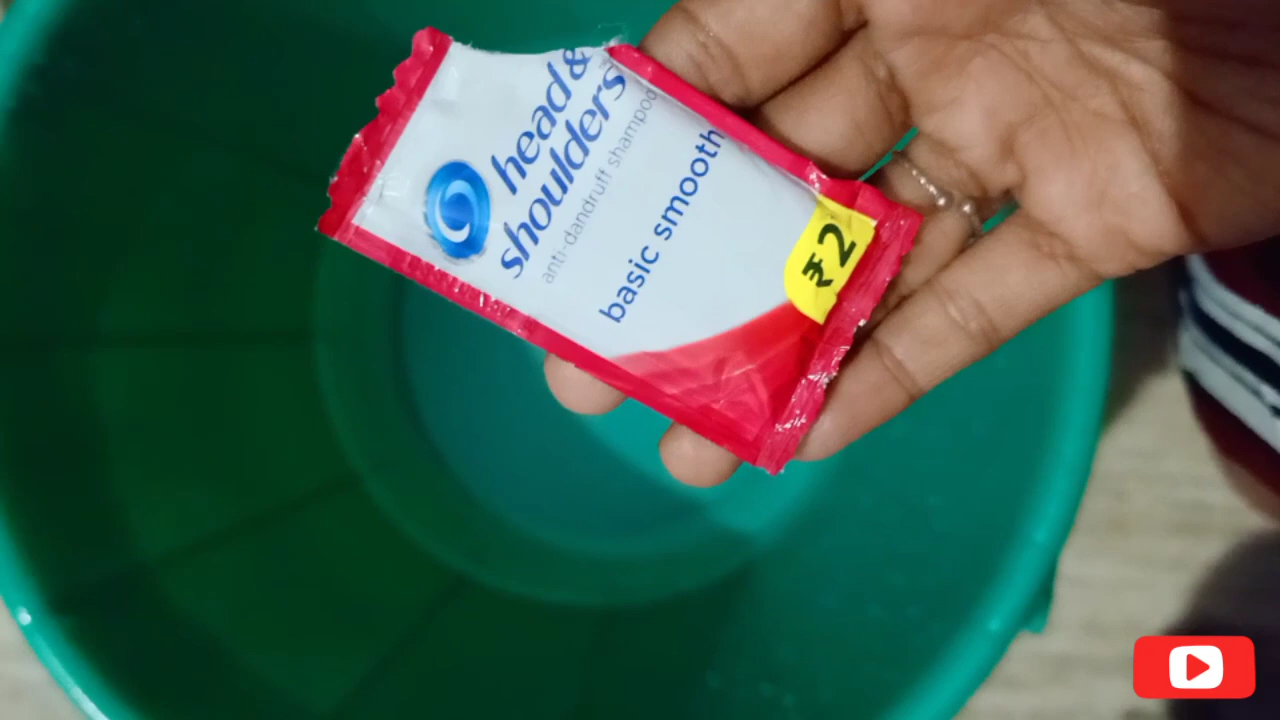 head &
shoulders
anti-dandruff shampoo
basic smooth
₹2